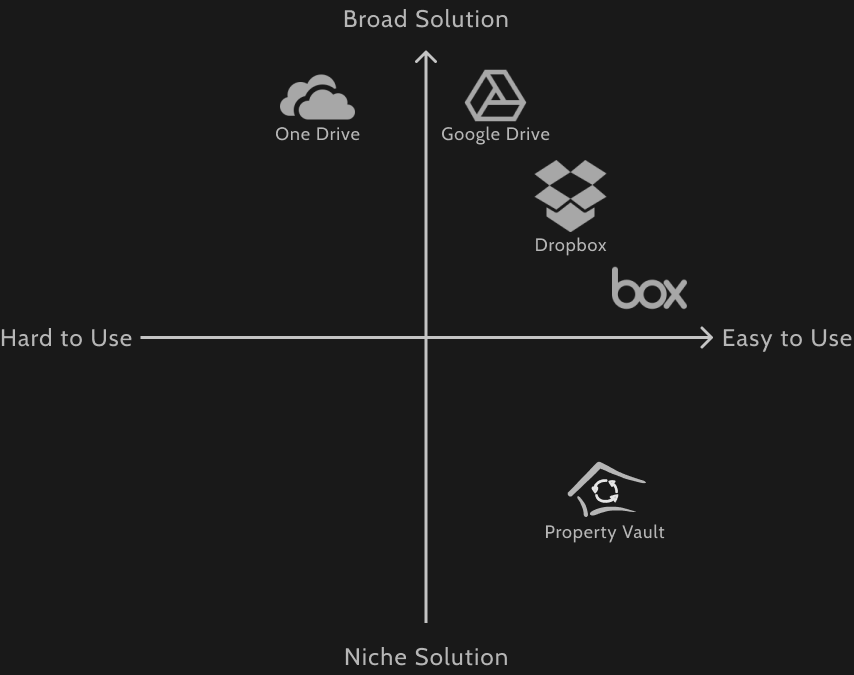 Broad Solution
One Drive
Google Drive
Dropbox
box
Hard to Use
Easy to Use
Property Vault
Niche Solution